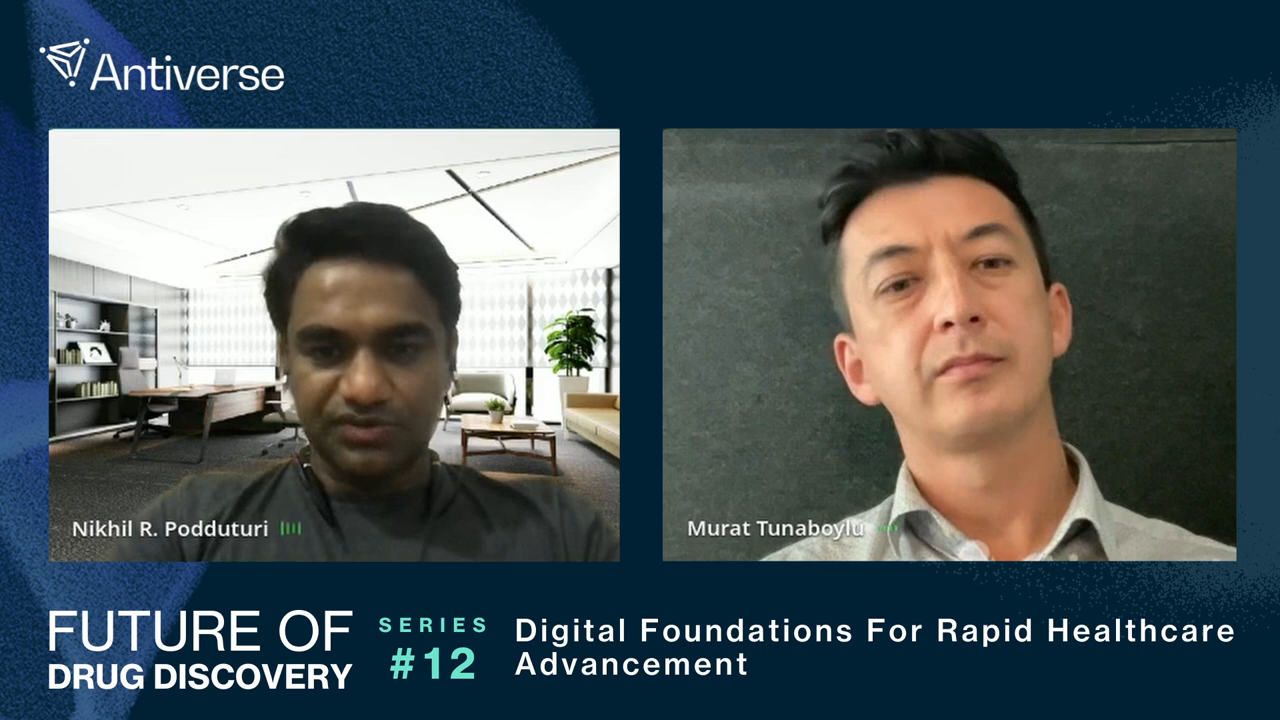 Antiverse
Nikhil R. Podduturi
Murat Tunaboylu
FUTURE OF
DRUG DISCOVERY
SERIES
#12
Digital Foundations For Rapid Healthcare
Advancement